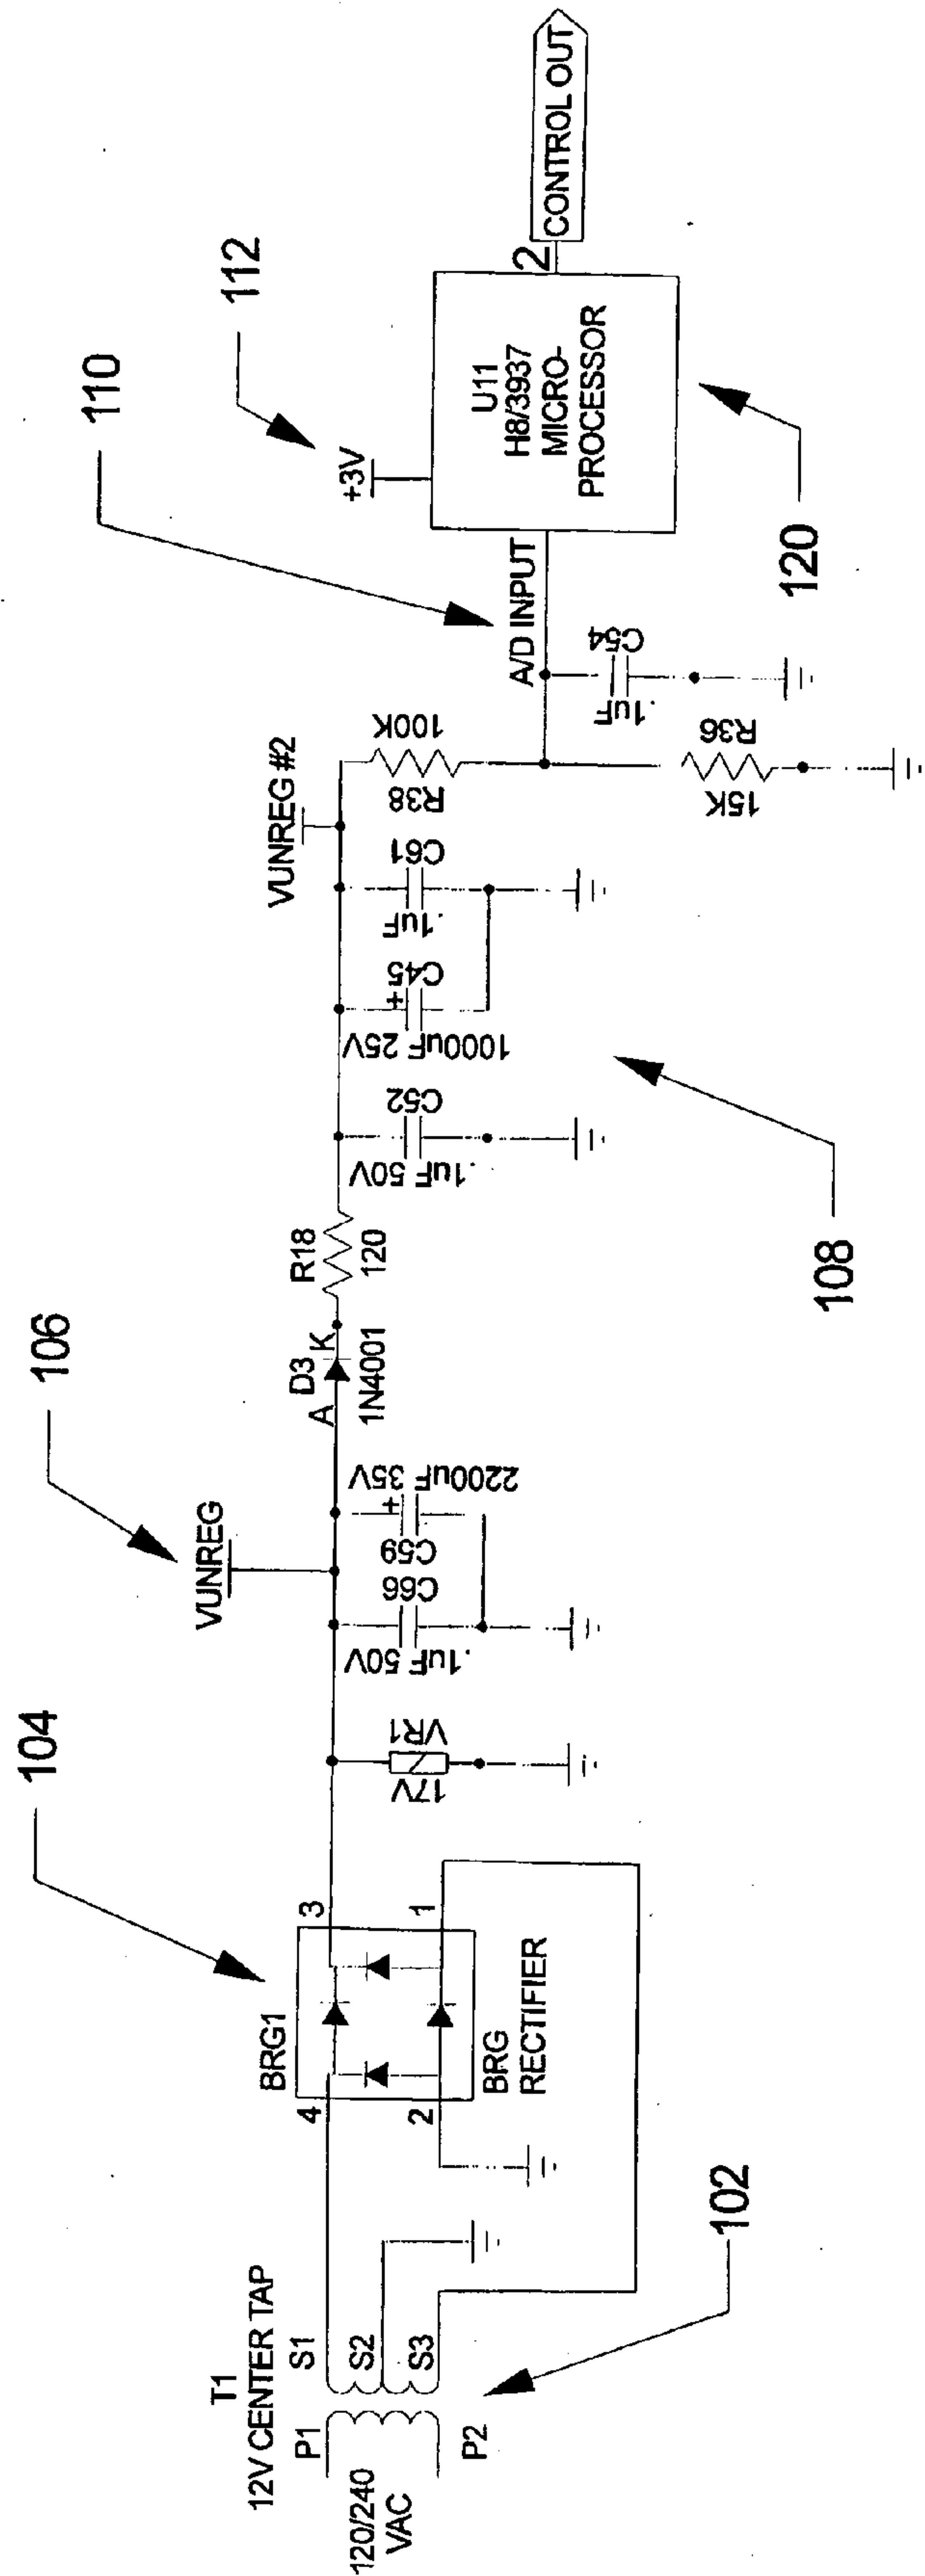 120/240
VAC
P1
P2
T1
12V CENTER TAP
S1
S2
S3
102
4
2
BRG1
3
1
BRG
RECTIFIER
104
17V
VR1
VUNREG
106
.1uF 50V
C66
C59
+
2200uF 35V
A
D3
K
1N4001
R18
120
.1uF 50V
C52
1000uF 25V
+
C45
.1uF
C61
108
VUNREG #2
R38
100K
15K
R36
A/D INPUT
110
.1uF
C54
+3V
112
U11
H8/3937
MICRO-
PROCESSOR
120
2
CONTROL OUT